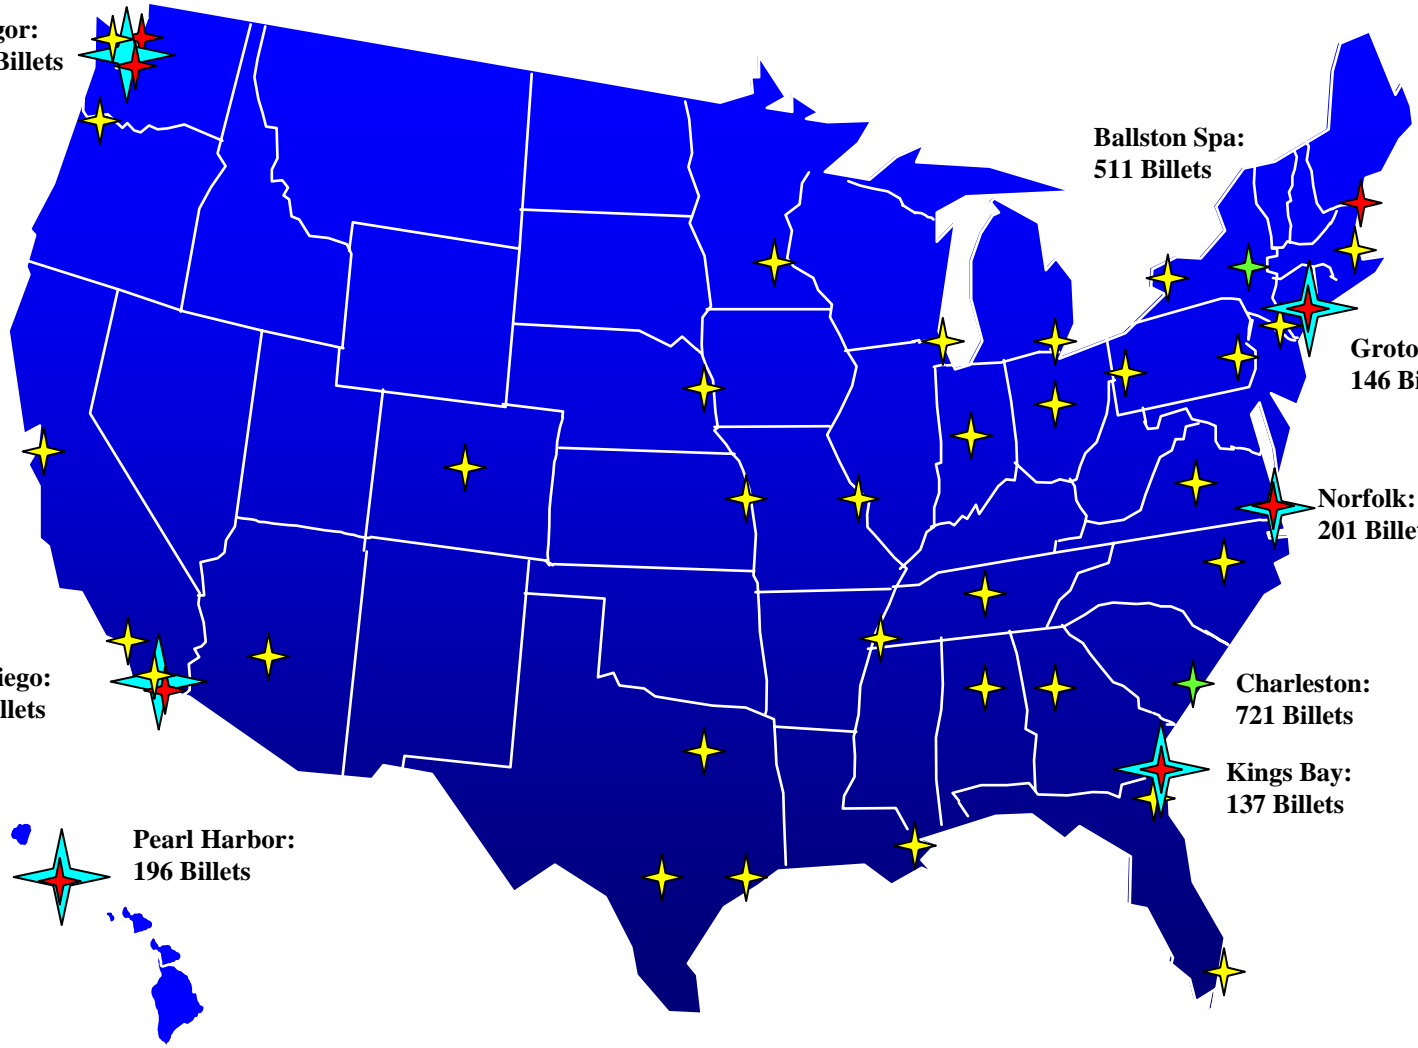 gor:
Billets
Ballston Spa:
511 Billets
Groto
146 Bi
Norfolk:
201 Bille
iego:
llets
Charleston:
721 Billets
Kings Bay:
137 Billets
Pearl Harbor:
196 Billets